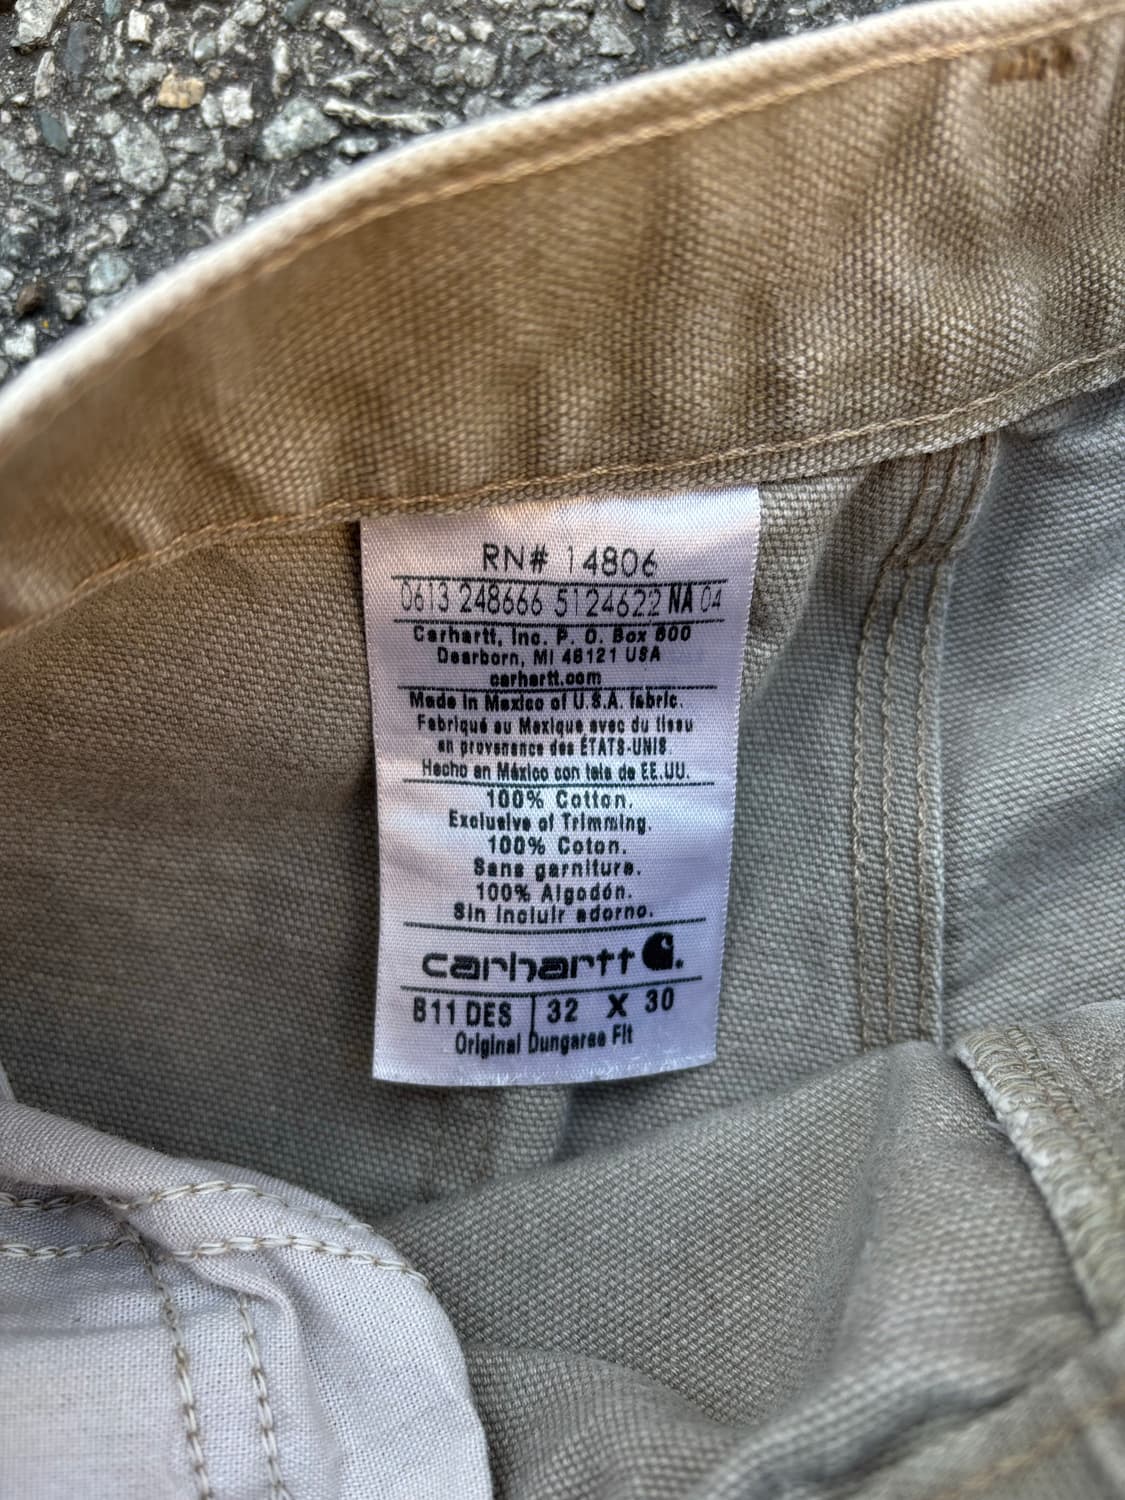 RN# 14806
0613 248666 5124622 NA 04
Carhartt, Inc. P. O. Box 600
Dearborn, MI 48121 USA
carhartt.com
Made in Mexico of U.S.A. fabric.
Fabriqué au Mexique avec du tissu
en provenance des ÉTATS-UNIS
Hecho en México con tela de EE.UU.
100% Cotton.
Exclusive of Trimming.
100% Coton.
Sans garniture.
100% Algodón.
Sin incluir adorno.
carhartt
B11 DES 32 X 30
Original Dungaree Fit